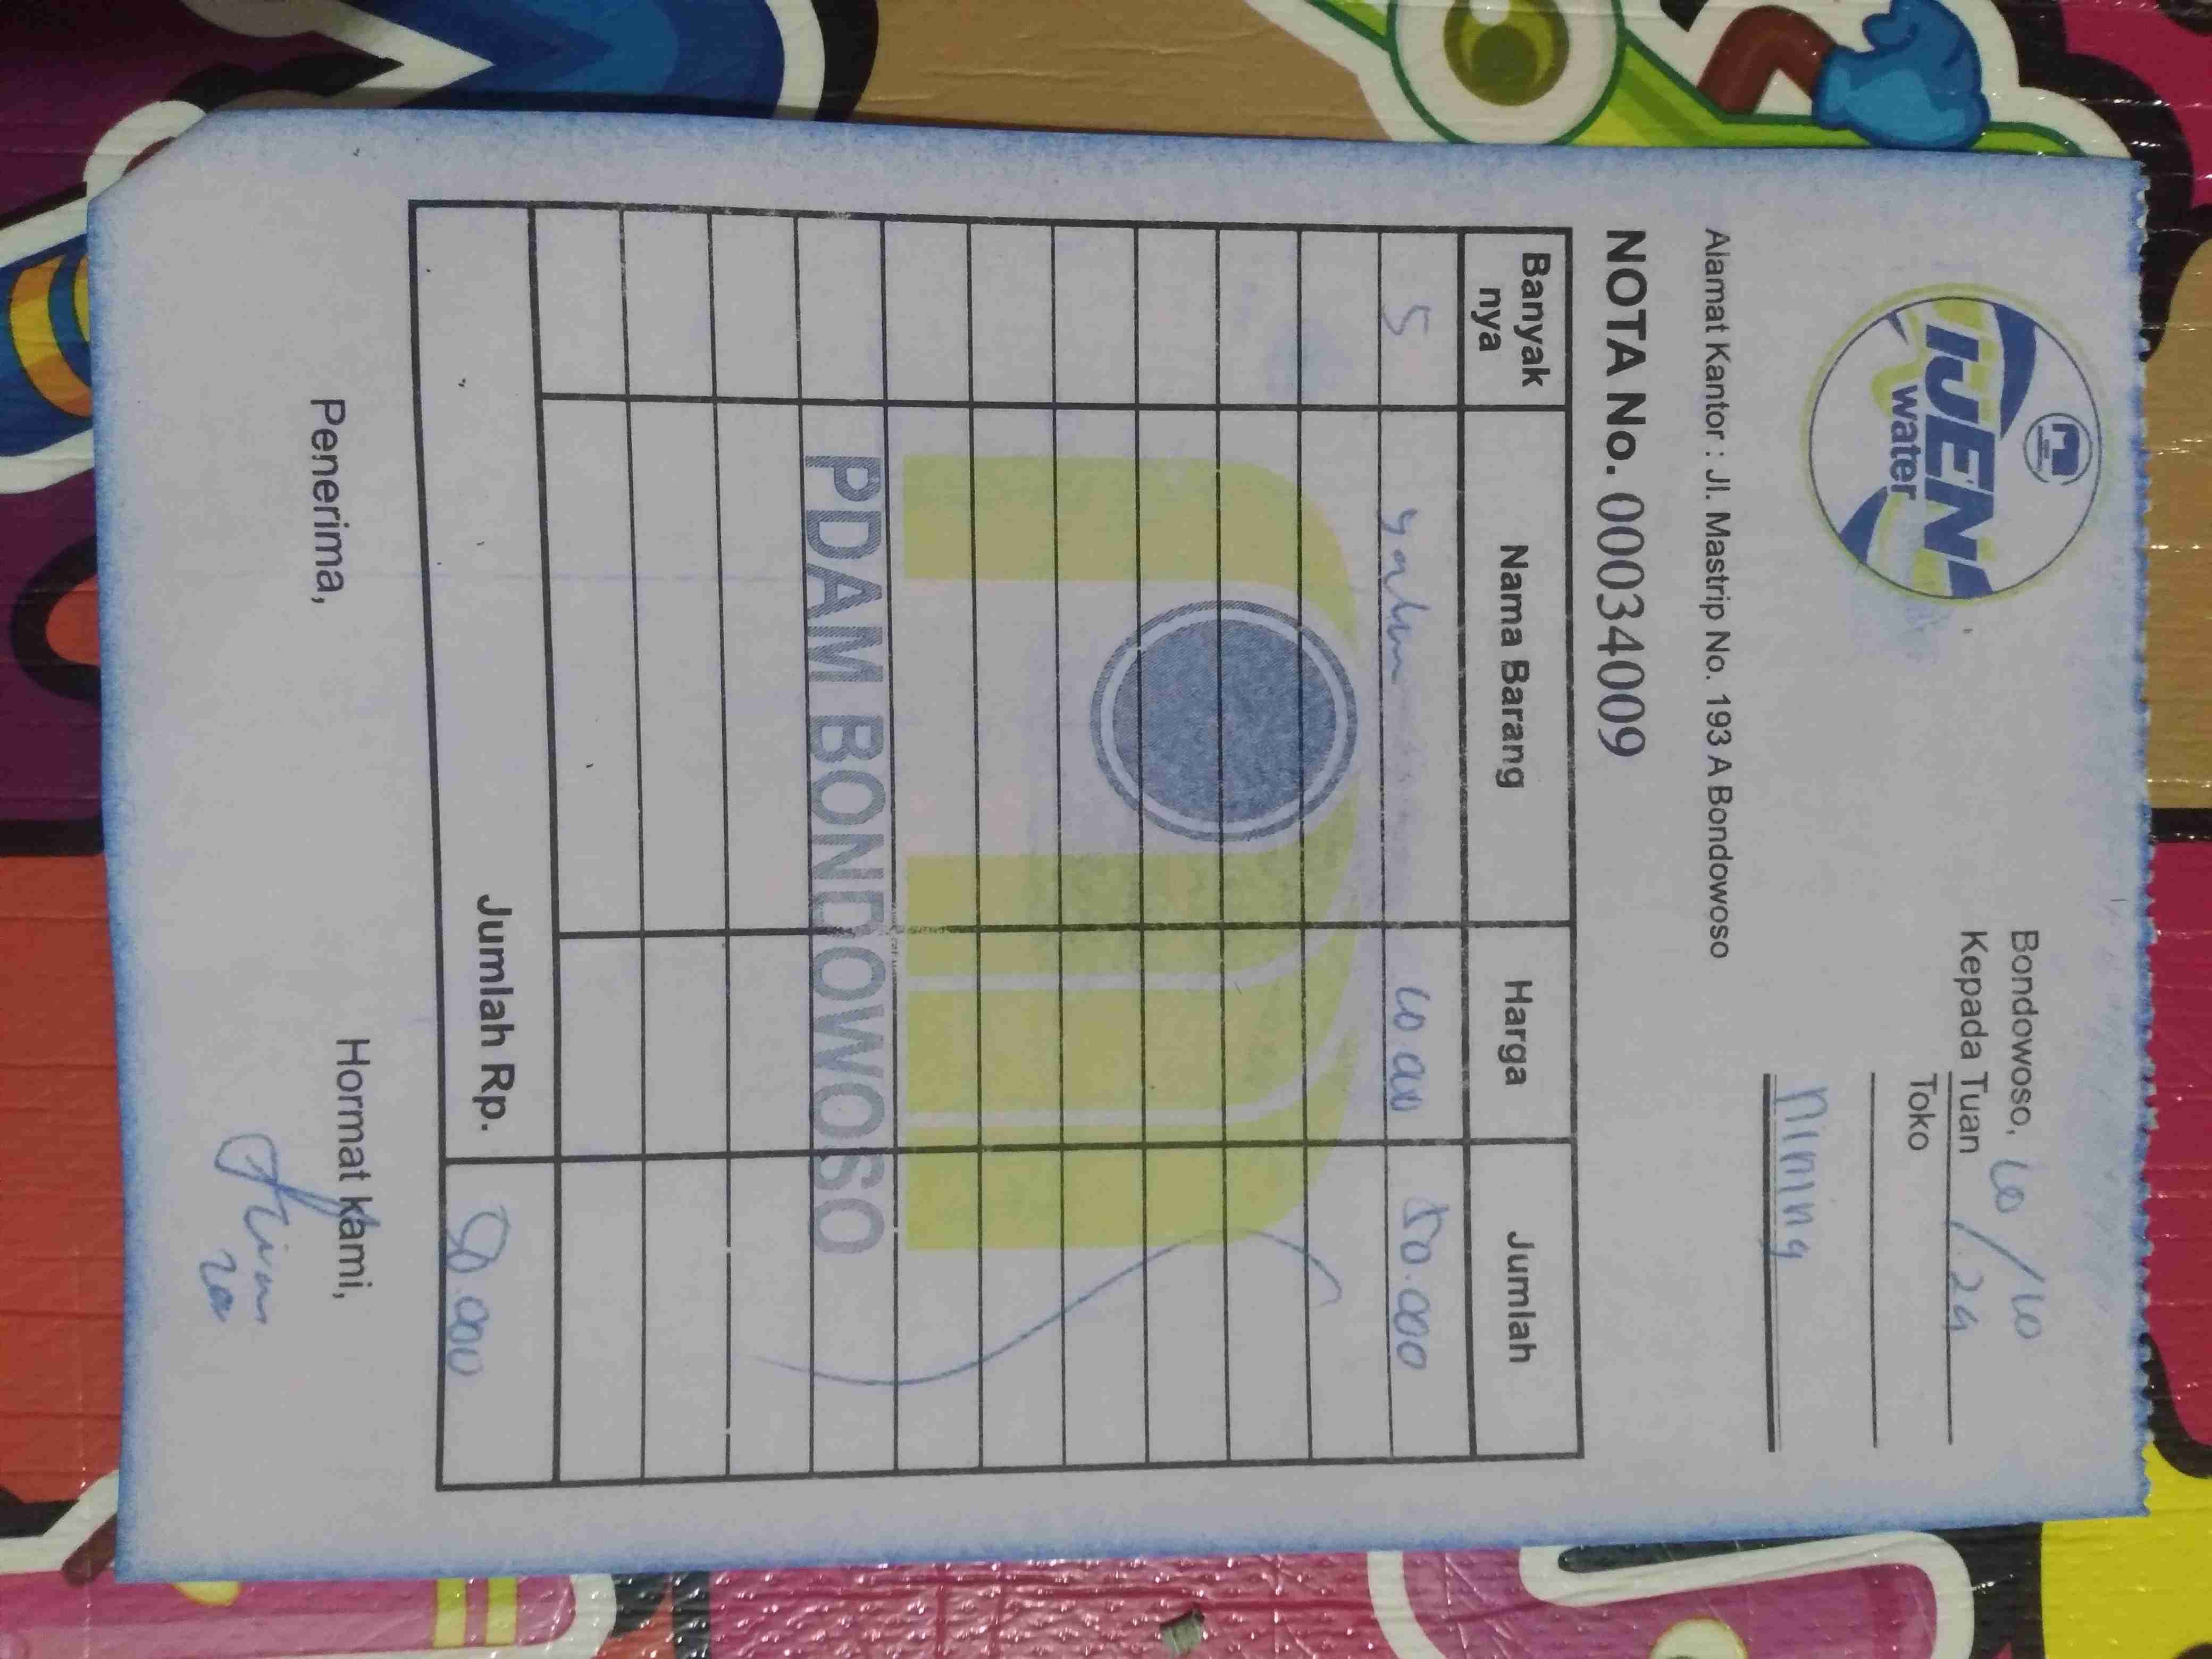 IJEN
water
Bondowoso, 10/10
Kepada Tuan 24
Toko
Nining
Alamat Kantor : Jl. Mastrip No. 193 A Bondowoso
NOTA No. 00034009
Banyak nya Nama Barang Harga Jumlah
5 galon 10.000 50.000
PDAM BONDOWOSO
Jumlah Rp. 50.000
Penerima, Hormat kami,